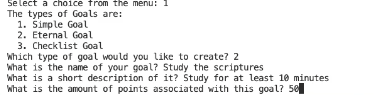 Select a choice from the menu: 1
The types of Goals are:
1. Simple Goal
2. Eternal Goal
3. Checklist Goal
Which type of goal would you like to create? 2
What is the name of your goal? Study the scriptures
What is a short description of it? Study for at least 10 minutes
What is the amount of points associated with this goal? 50